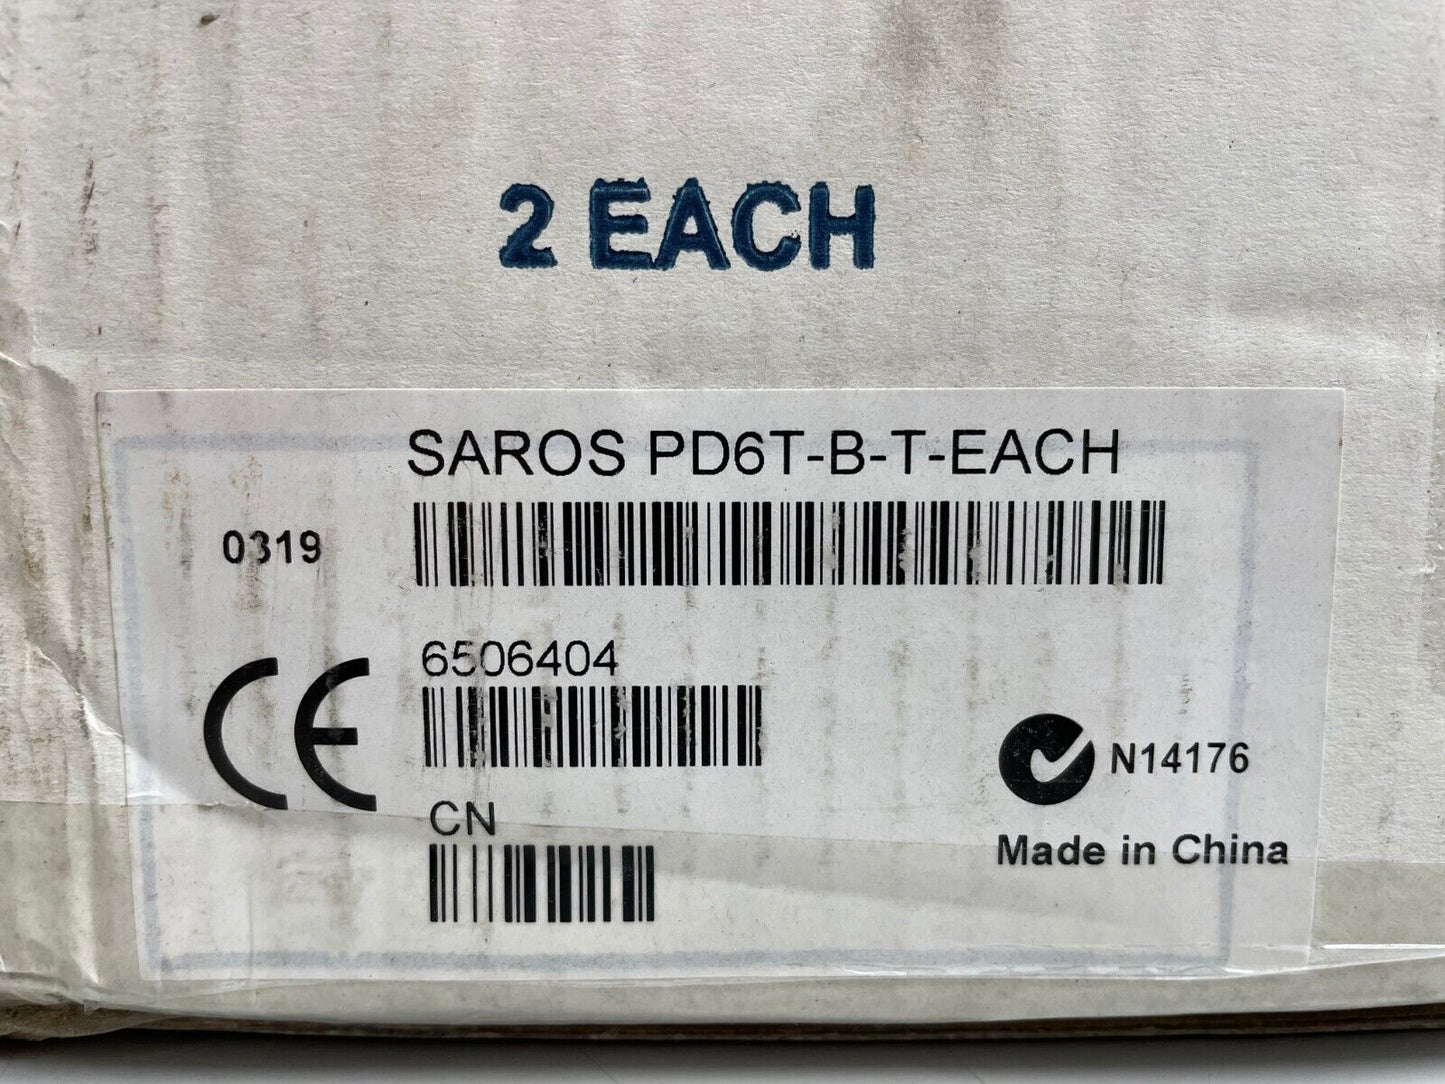 2 EACH
SAROS PD6T-B-T-EACH
0319
6506404
CE
N14176
CN
Made in China